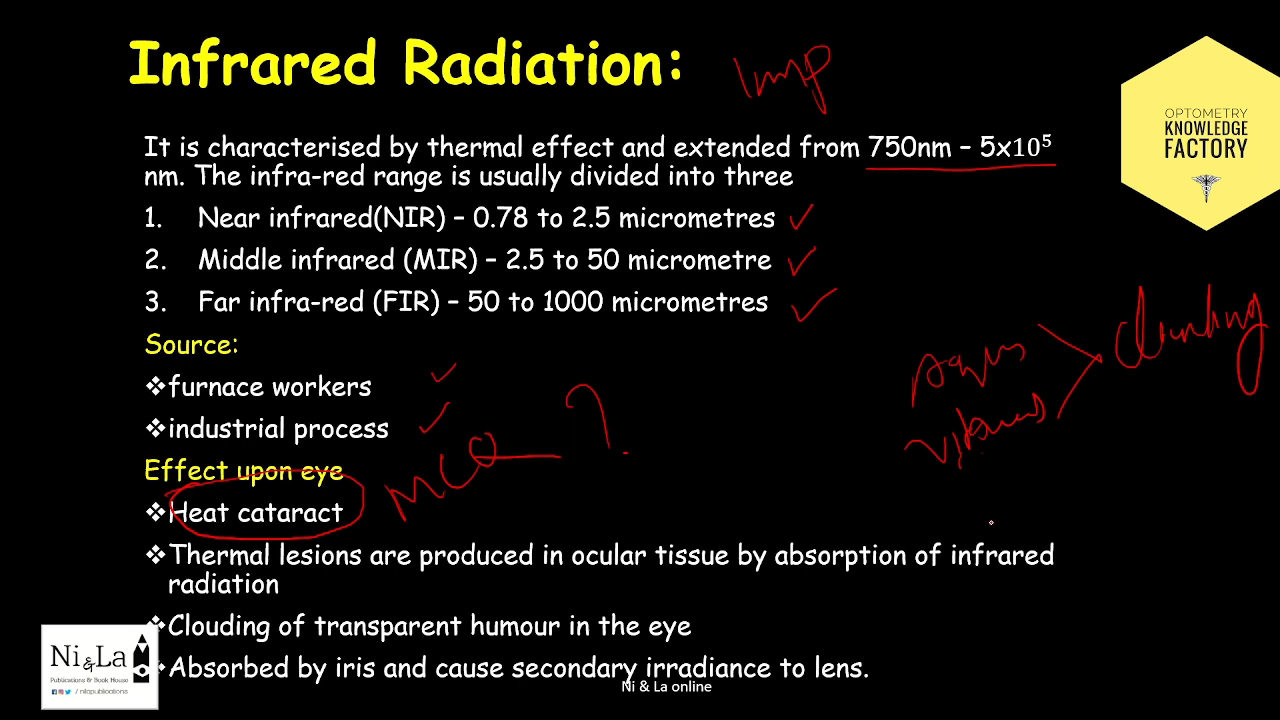 Infrared Radiation:
Imp
OPTOMETRY
KNOWLEDGE
FACTORY
It is characterised by thermal effect and extended from 750nm – 5x10⁵
nm. The infra-red range is usually divided into three
1. Near infrared(NIR) – 0.78 to 2.5 micrometres
2. Middle infrared (MIR) – 2.5 to 50 micrometre
3. Far infra-red (FIR) – 50 to 1000 micrometres
Source:
❖furnace workers
❖industrial process
MCQ ?
Aqus
vitreus
clouding
Effect upon eye
❖Heat cataract
❖Thermal lesions are produced in ocular tissue by absorption of infrared
radiation
❖Clouding of transparent humour in the eye
❖Absorbed by iris and cause secondary irradiance to lens.
Ni & La online
Ni&La
Publications & Book House
/ nilapublications